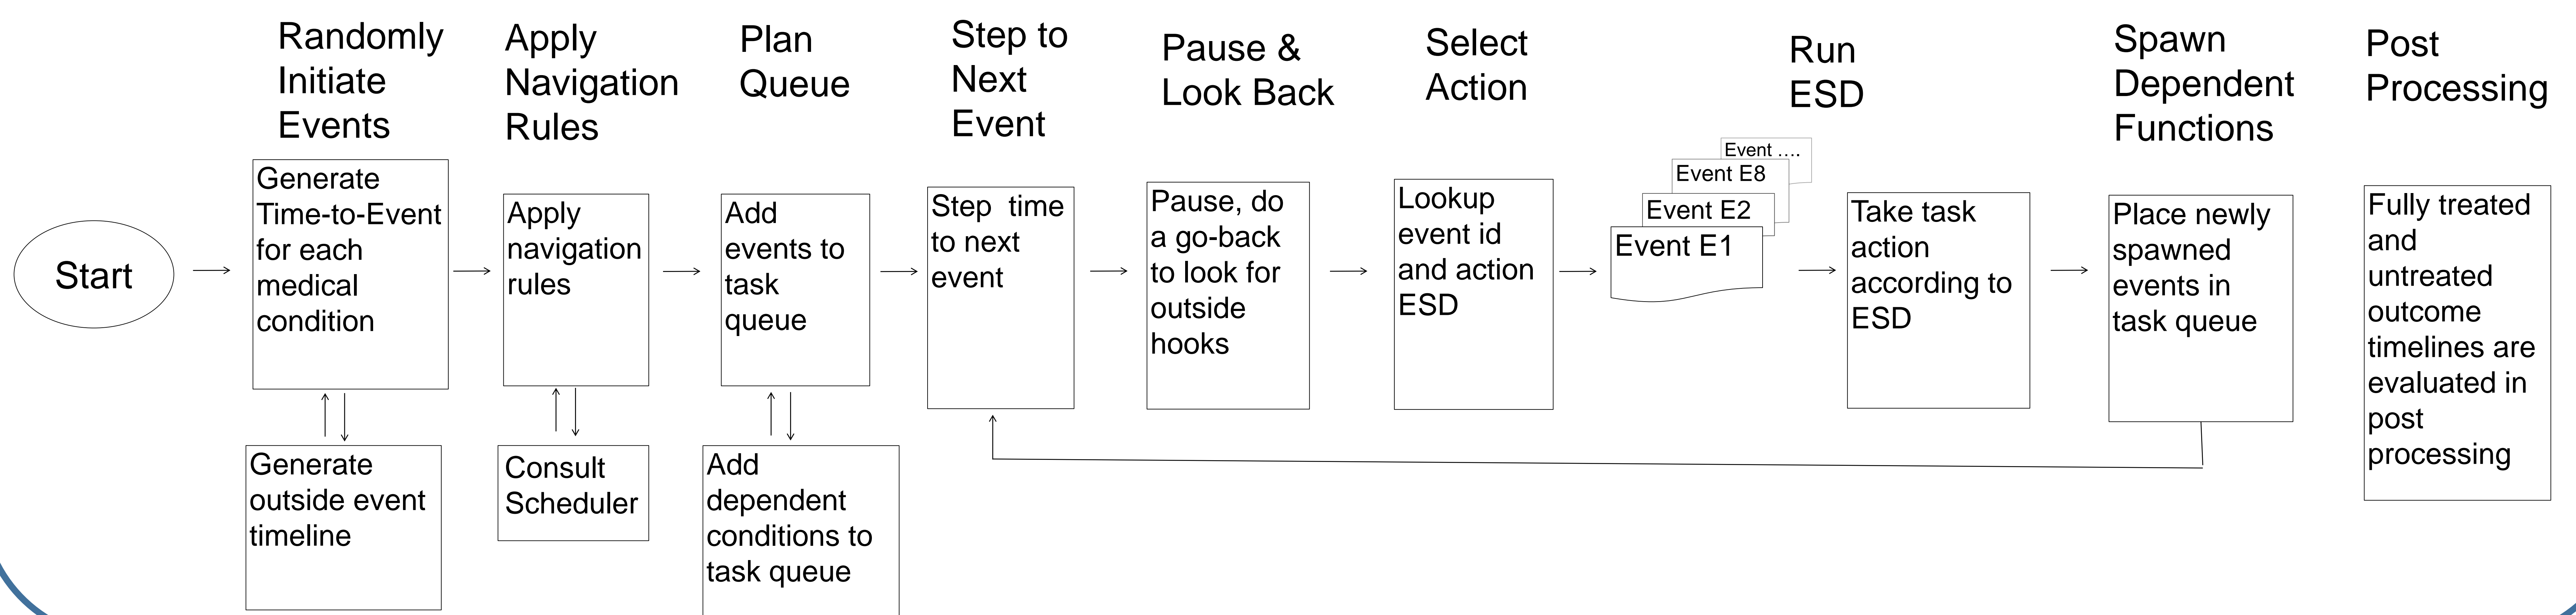 Randomly
Initiate
Events
Apply
Navigation
Rules
Plan
Queue
Step to
Next
Event
Pause &
Look Back
Select
Action
Run
ESD
Spawn
Dependent
Functions
Post
Processing
Start
Generate
Time-to-Event
for each
medical
condition
Apply
navigation
rules
Add
events to
task
queue
Step time
to next
event
Pause, do
a go-back
to look for
outside
hooks
Lookup
event id
and action
ESD
Event ....
Event E8
Event E2
Event E1
Take task
action
according to
ESD
Place newly
spawned
events in
task queue
Fully treated
and
untreated
outcome
timelines are
evaluated in
post
processing
Generate
outside event
timeline
Consult
Scheduler
Add
dependent
conditions to
task queue